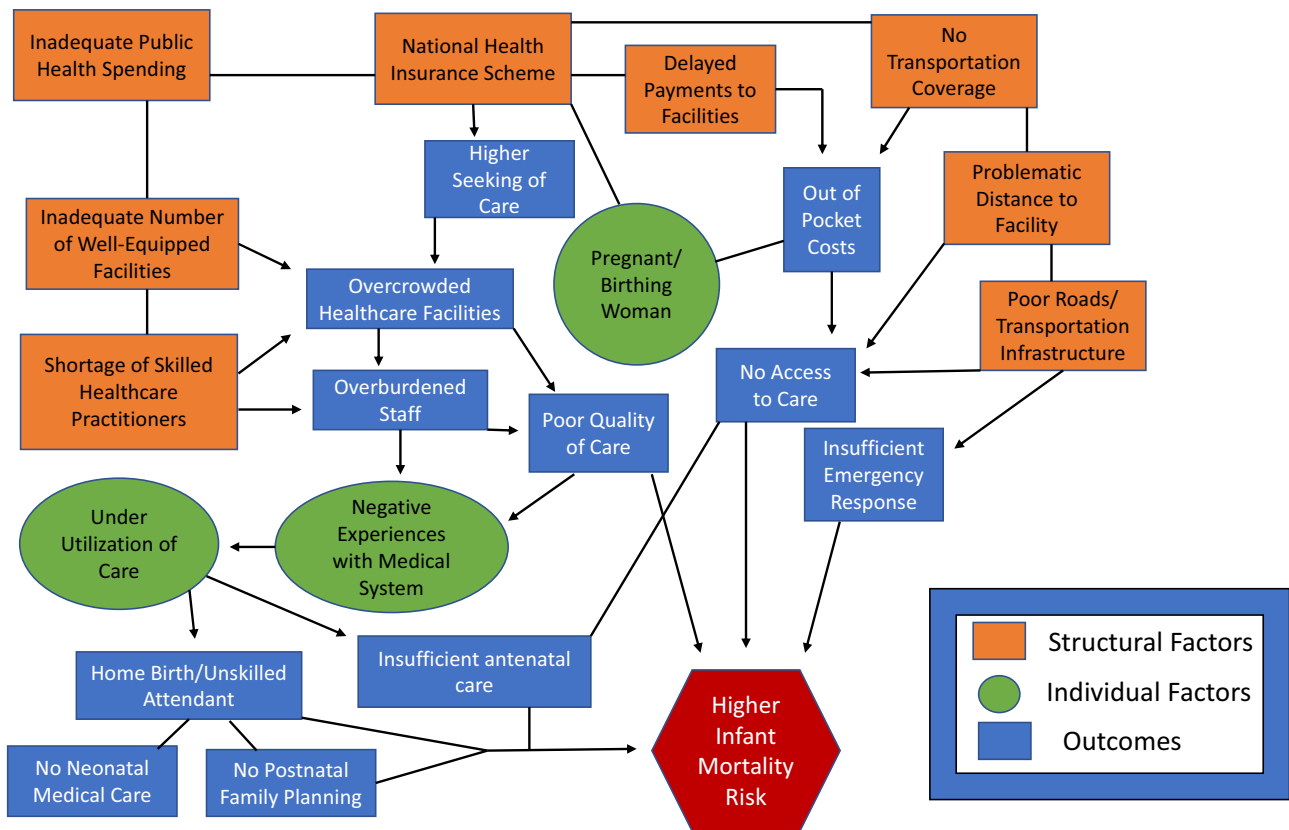 Inadequate Public
Health Spending
National Health
Insurance Scheme
Delayed
Payments to
Facilities
No
Transportation
Coverage
Higher
Seeking of
Care
Inadequate Number
of Well-Equipped
Facilities
Pregnant/
Birthing
Woman
Out of
Pocket
Costs
Problematic
Distance to
Facility
Overcrowded
Healthcare Facilities
Poor Roads/
Transportation
Infrastructure
Shortage of Skilled
Healthcare
Practitioners
Overburdened
Staff
Poor Quality
of Care
No Access
to Care
Insufficient
Emergency
Response
Under
Utilization of
Care
Negative
Experiences
with Medical
System
Home Birth/Unskilled
Attendant
Insufficient antenatal
care
No Neonatal
Medical Care
No Postnatal
Family Planning
Higher
Infant
Mortality
Risk
Structural Factors
Individual Factors
Outcomes